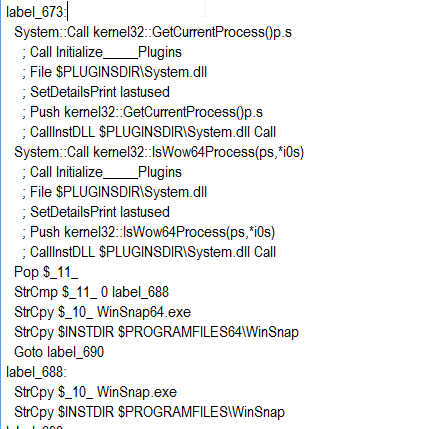 label_673:
System::Call kernel32::GetCurrentProcess()p.s
; Call Initialize_____Plugins
; File $PLUGINSDIR\System.dll
; SetDetailsPrint lastused
; Push kernel32::GetCurrentProcess()p.s
; CallInstDLL $PLUGINSDIR\System.dll Call
System::Call kernel32::IsWow64Process(ps,*i0s)
; Call Initialize_____Plugins
; File $PLUGINSDIR\System.dll
; SetDetailsPrint lastused
; Push kernel32::IsWow64Process(ps,*i0s)
; CallInstDLL $PLUGINSDIR\System.dll Call
Pop $_11_
StrCmp $_11_ 0 label_688
StrCpy $_10_ WinSnap64.exe
StrCpy $INSTDIR $PROGRAMFILES64\WinSnap
Goto label_690
label_688:
StrCpy $_10_ WinSnap.exe
StrCpy $INSTDIR $PROGRAMFILES\WinSnap